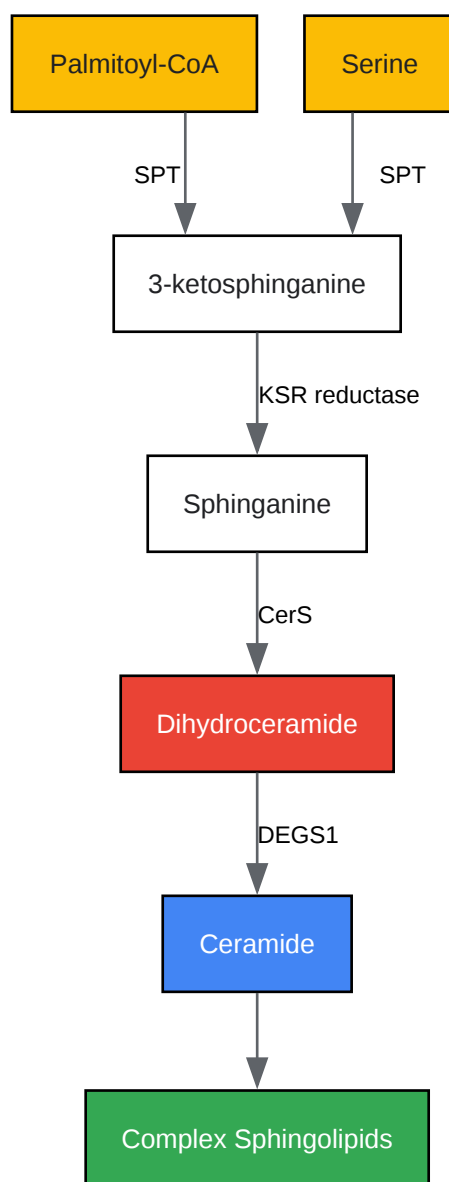 Palmitoyl-CoA
Serine
SPT
SPT
3-ketosphinganine
KSR reductase
Sphinganine
CerS
Dihydroceramide
DEGS1
Ceramide
Complex Sphingolipids